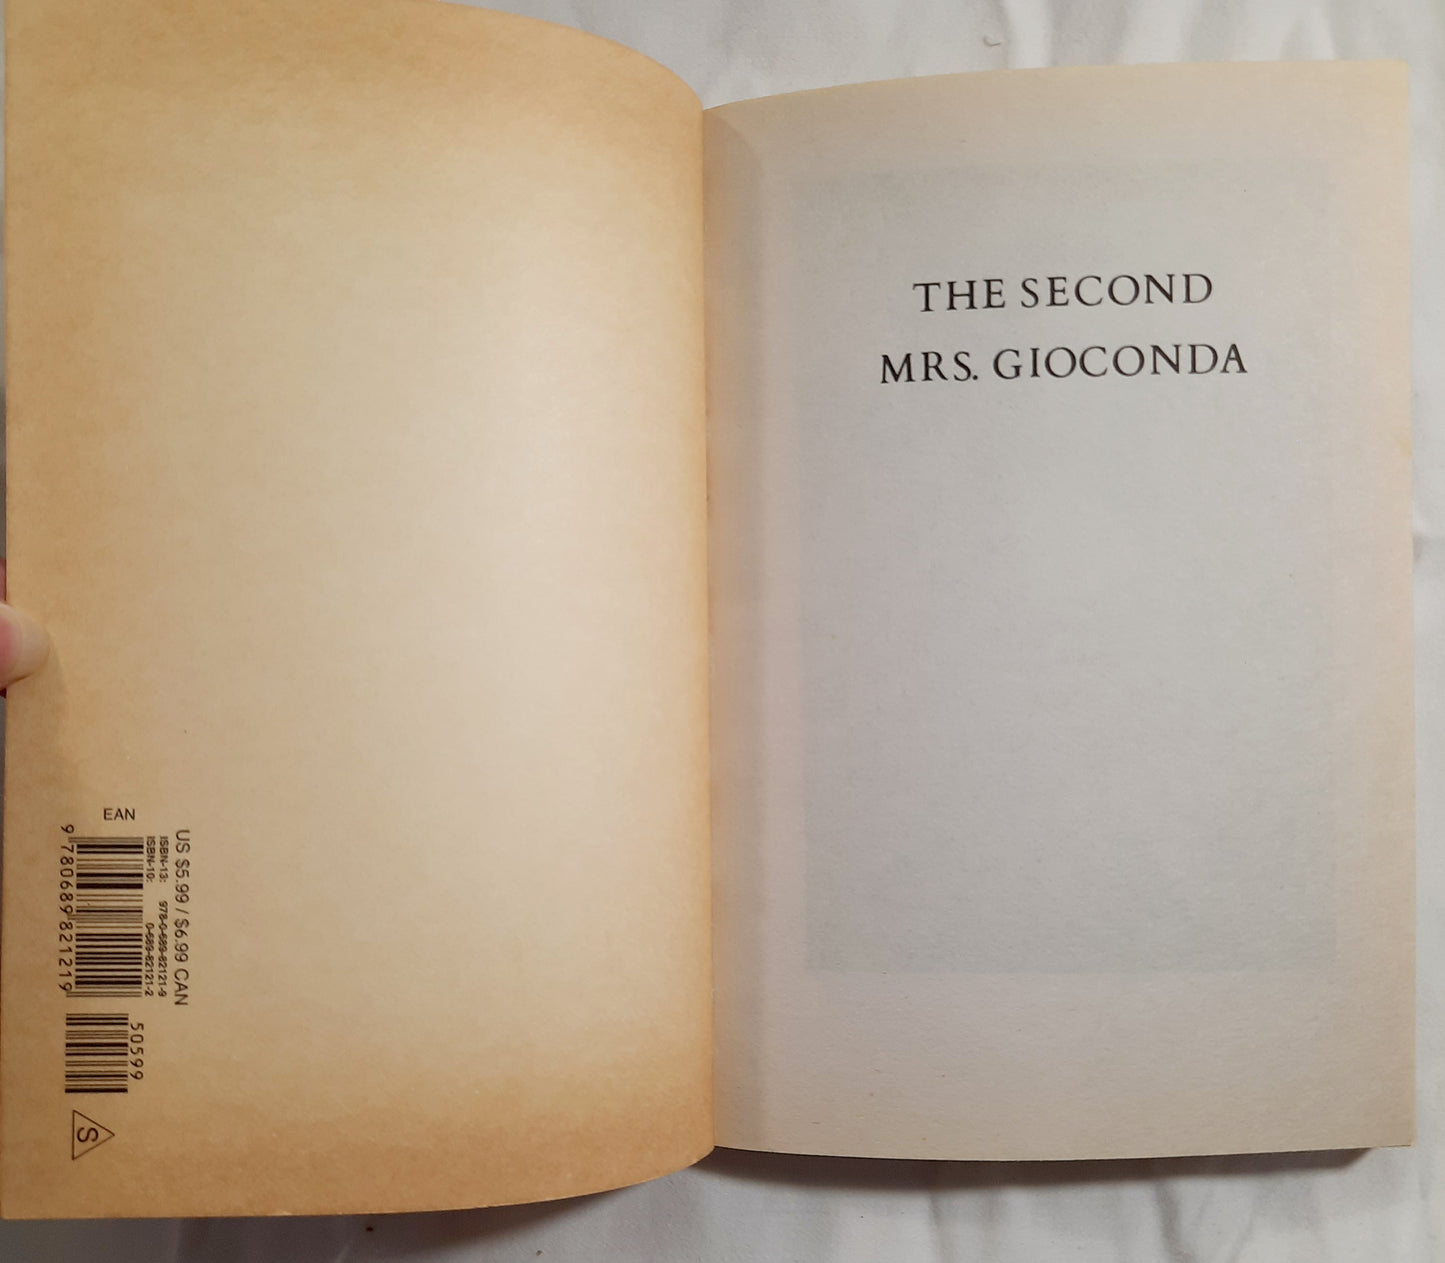 EAN
US $5.99 / $6.99 CAN
ISBN-13: 978-0-689-82121-9
ISBN-10: 0-689-82121-2
9 780689 821219
50599
S
THE SECOND
MRS. GIOCONDA